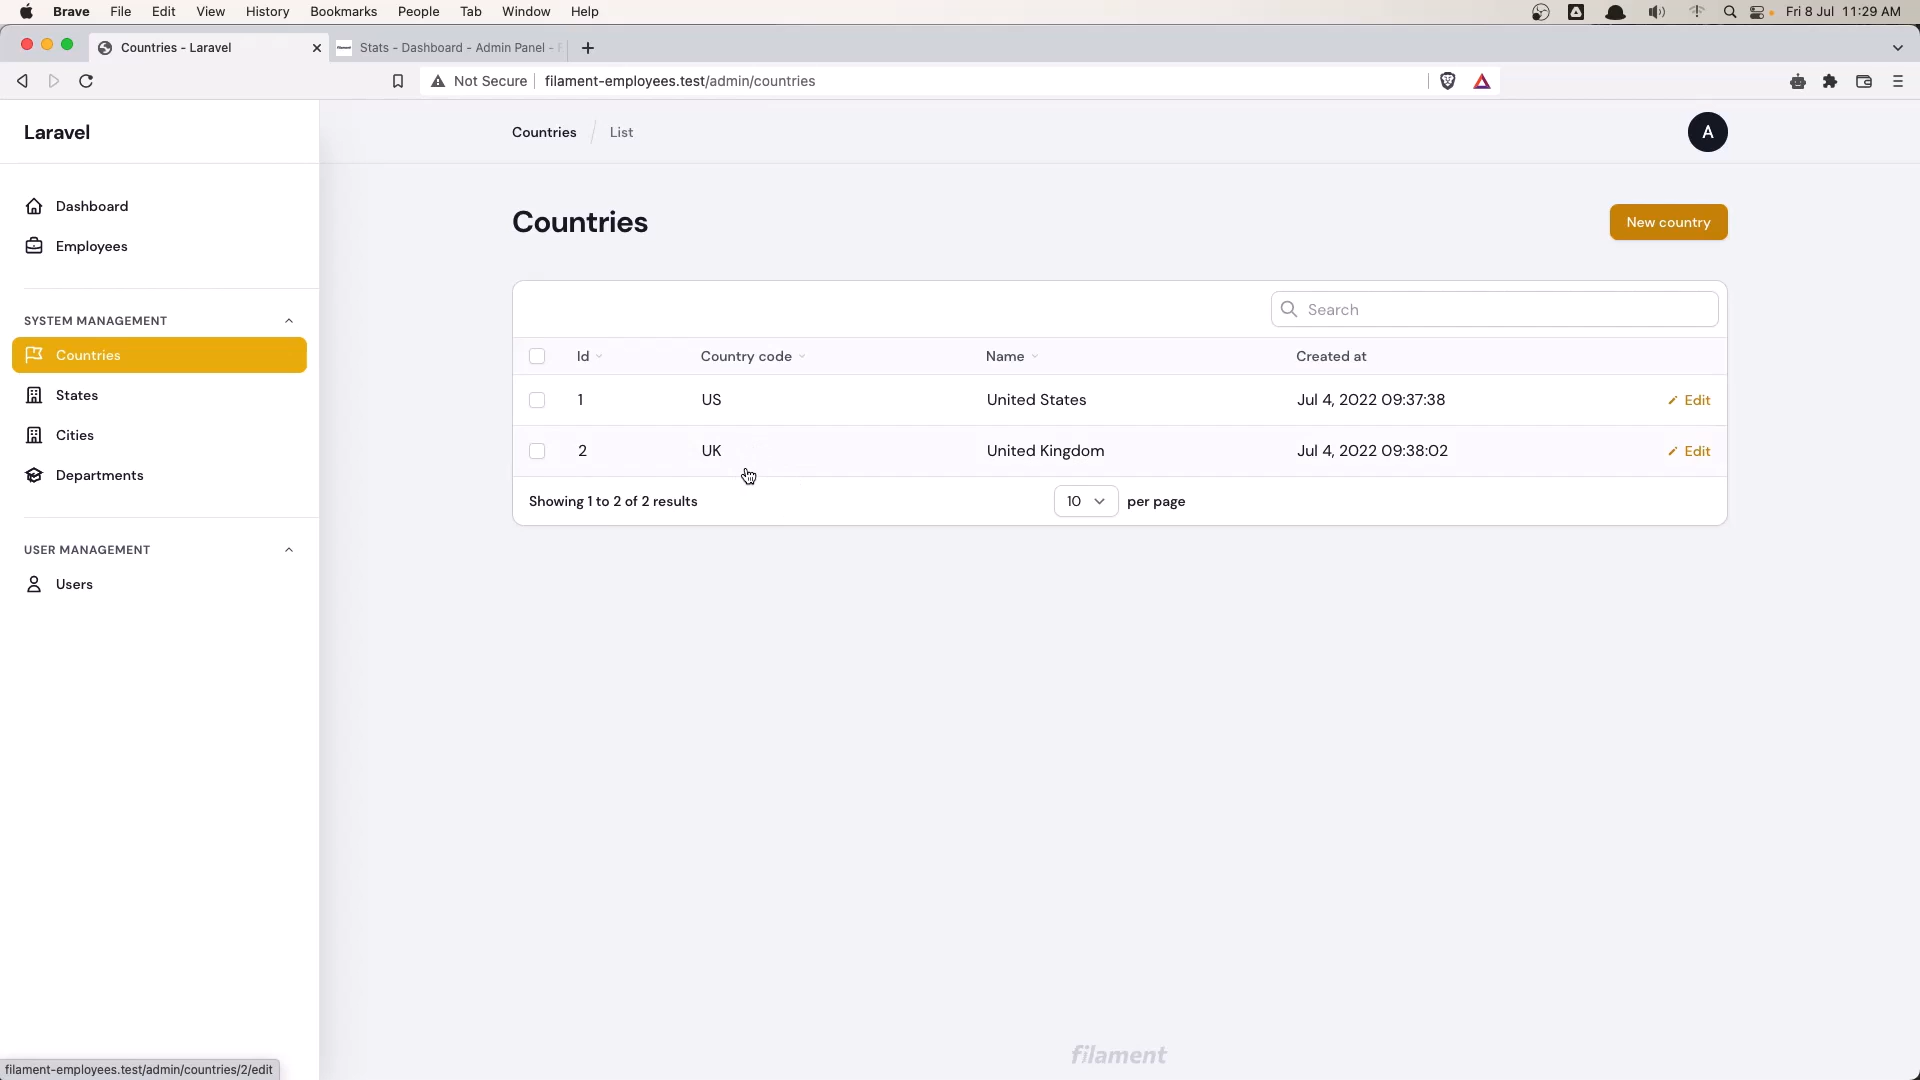 Brave File Edit View History Bookmarks People Tab Window Help Fri 8 Jul 11:29 AM
Countries - Laravel Stats - Dashboard - Admin Panel -
Not Secure filament-employees.test/admin/countries
Laravel
Countries List
A
Dashboard
Employees
SYSTEM MANAGEMENT
Countries
States
Cities
Departments
USER MANAGEMENT
Users
Countries
New country
Search
Id Country code Name Created at
1 US United States Jul 4, 2022 09:37:38 Edit
2 UK United Kingdom Jul 4, 2022 09:38:02 Edit
Showing 1 to 2 of 2 results 10 per page
filament
filament-employees.test/admin/countries/2/edit